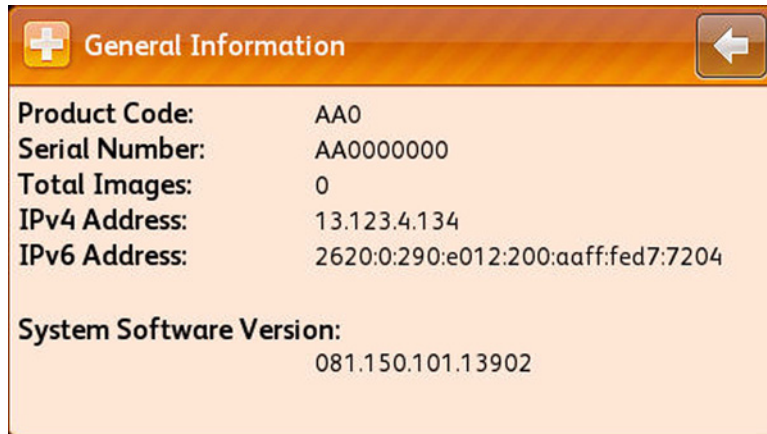 General Information
Product Code: AA0
Serial Number: AA0000000
Total Images: 0
IPv4 Address: 13.123.4.134
IPv6 Address: 2620:0:290:e012:200:aaff:fed7:7204
System Software Version:
081.150.101.13902